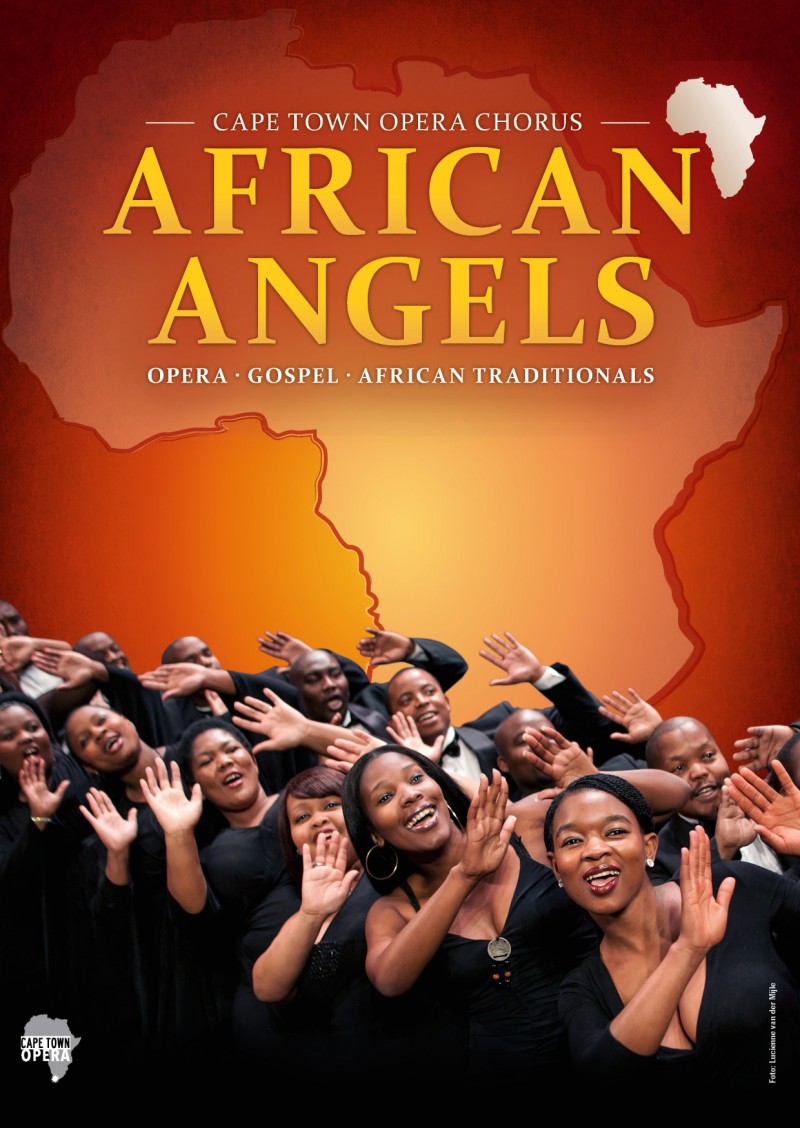 CAPE TOWN OPERA CHORUS
AFRICAN
ANGELS
OPERA · GOSPEL · AFRICAN TRADITIONALS
CAPE TOWN
OPERA
Foto: Lucienne van der Mijle